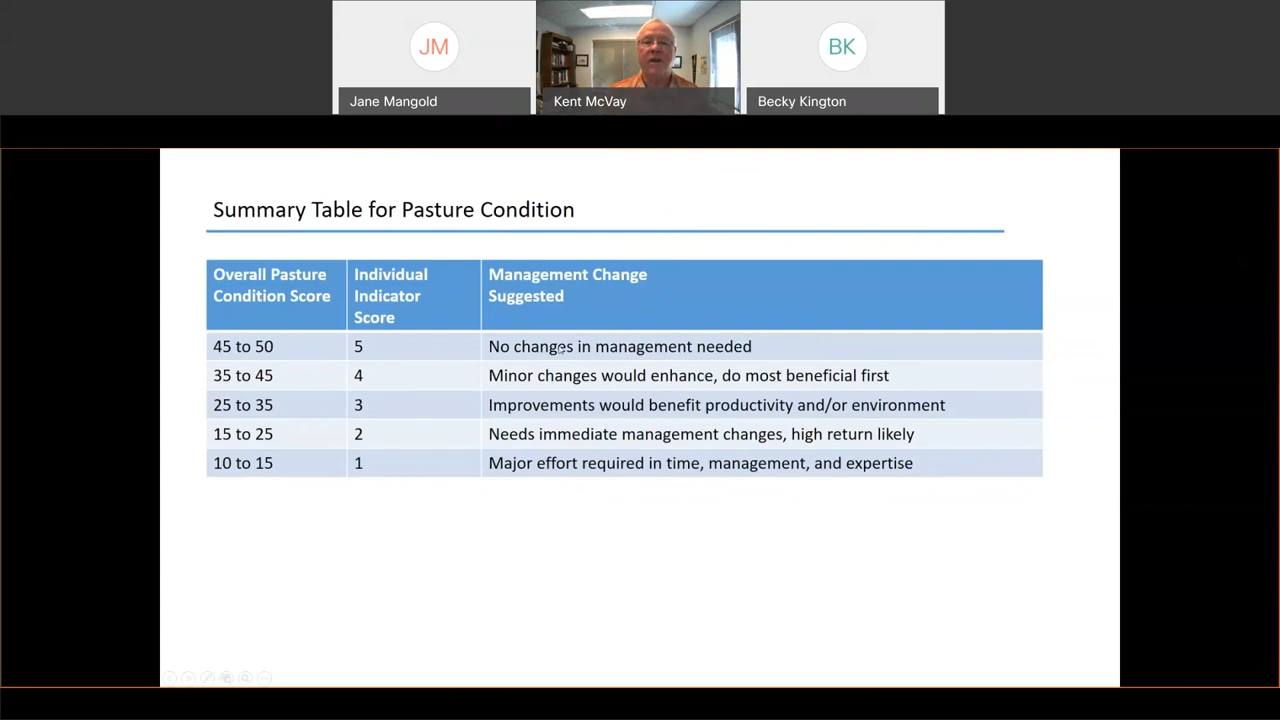 JM
BK
Jane Mangold
Kent McVay
Becky Kington
Summary Table for Pasture Condition
Overall Pasture Condition Score
Individual Indicator Score
Management Change Suggested
45 to 50
5
No changes in management needed
35 to 45
4
Minor changes would enhance, do most beneficial first
25 to 35
3
Improvements would benefit productivity and/or environment
15 to 25
2
Needs immediate management changes, high return likely
10 to 15
1
Major effort required in time, management, and expertise